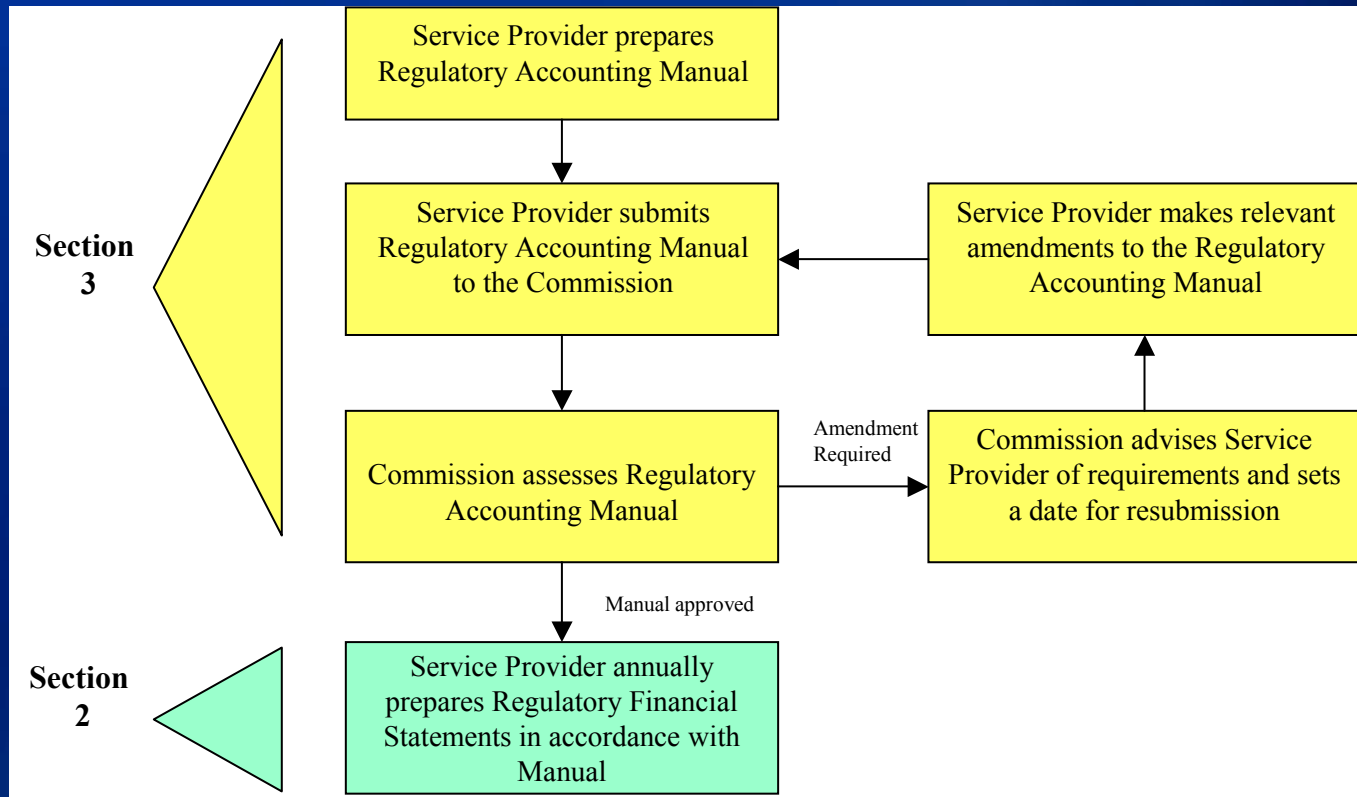 Service Provider prepares
Regulatory Accounting Manual
Section
3
Service Provider submits
Regulatory Accounting Manual
to the Commission
Service Provider makes relevant
amendments to the Regulatory
Accounting Manual
Commission assesses Regulatory
Accounting Manual
Amendment
Required
Commission advises Service
Provider of requirements and sets
a date for resubmission
Manual approved
Section
2
Service Provider annually
prepares Regulatory Financial
Statements in accordance with
Manual